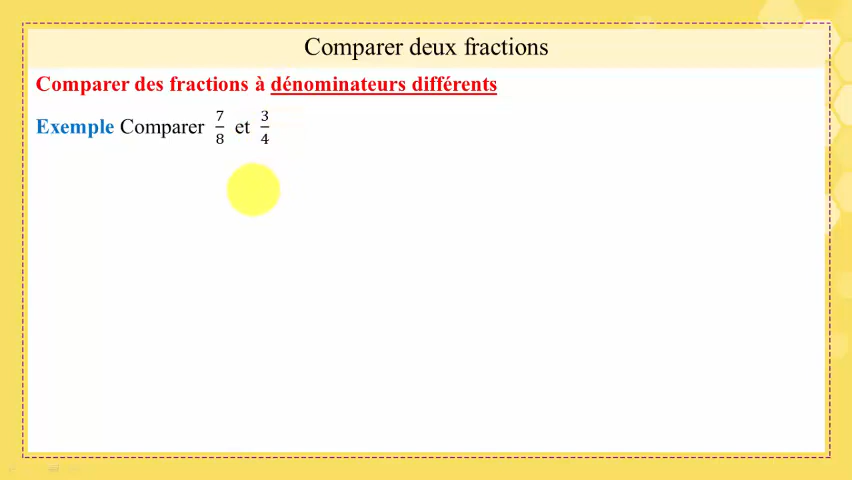 Comparer deux fractions
Comparer des fractions à dénominateurs différents
Exemple Comparer 7/8 et 3/4